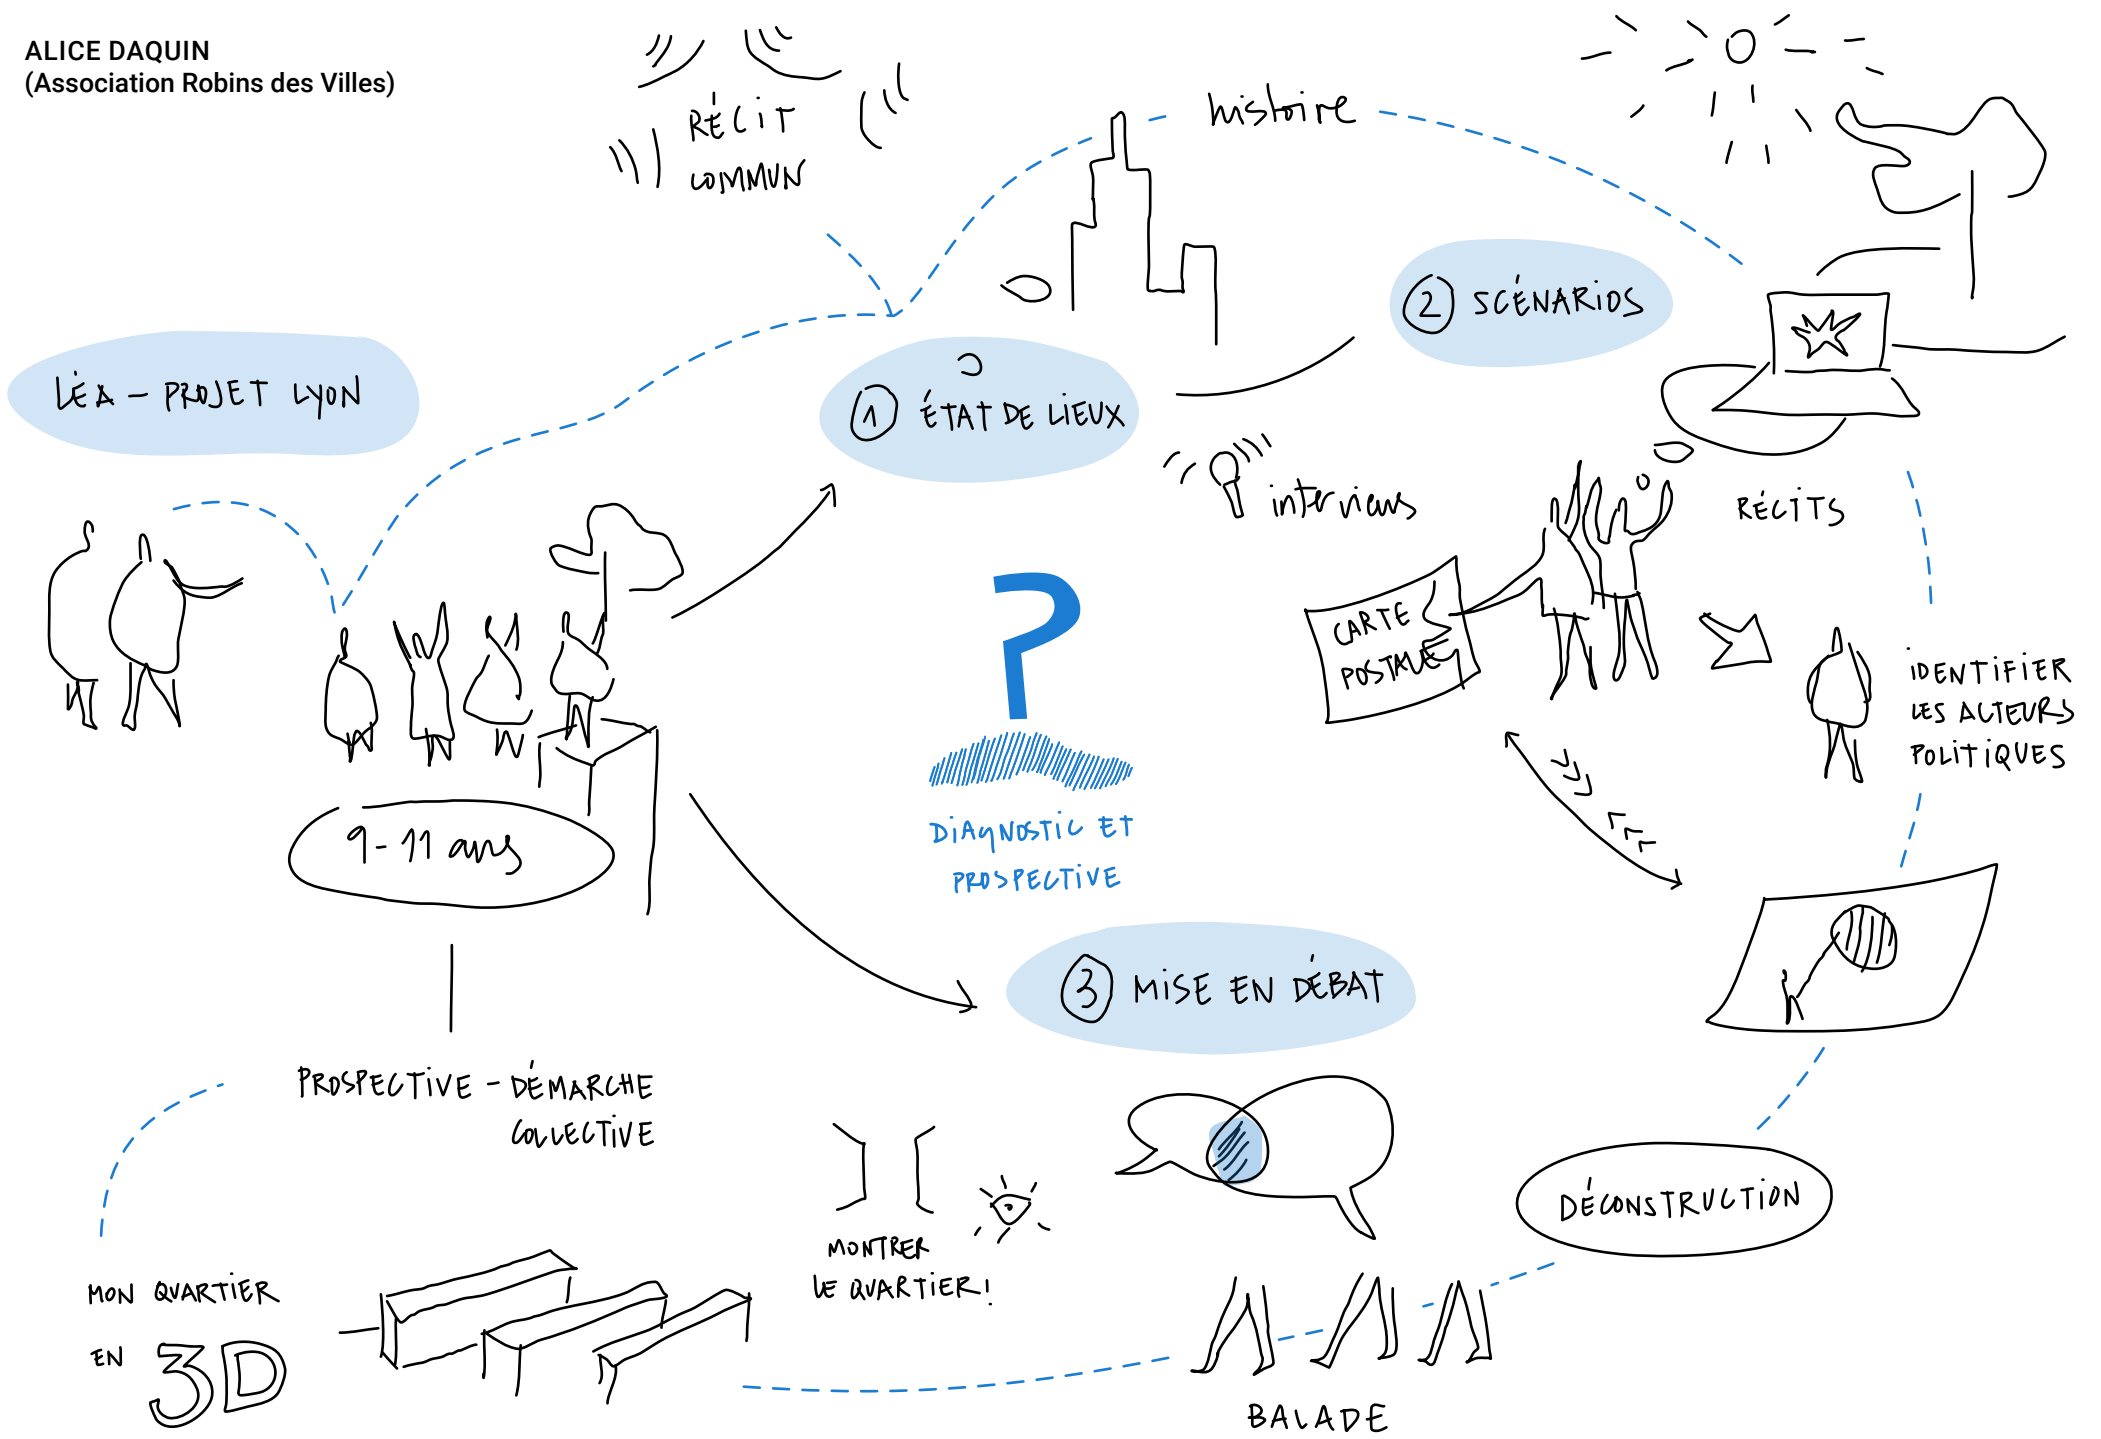 ALICE DAQUIN
(Association Robins des Villes)
RÉCIT
COMMUN
histoire
LÉA - PROJET LYON
1 ÉTAT DE LIEUX
2 SCÉNARIOS
interviews
RÉCITS
CARTE
POSTALE
IDENTIFIER
LES ACTEURS
POLITIQUES
9-11 ans
?
DIAGNOSTIC ET
PROSPECTIVE
3 MISE EN DÉBAT
PROSPECTIVE - DÉMARCHE
COLLECTIVE
MONTRER
LE QUARTIER!
DÉCONSTRUCTION
MON QUARTIER
EN 3D
BALADE